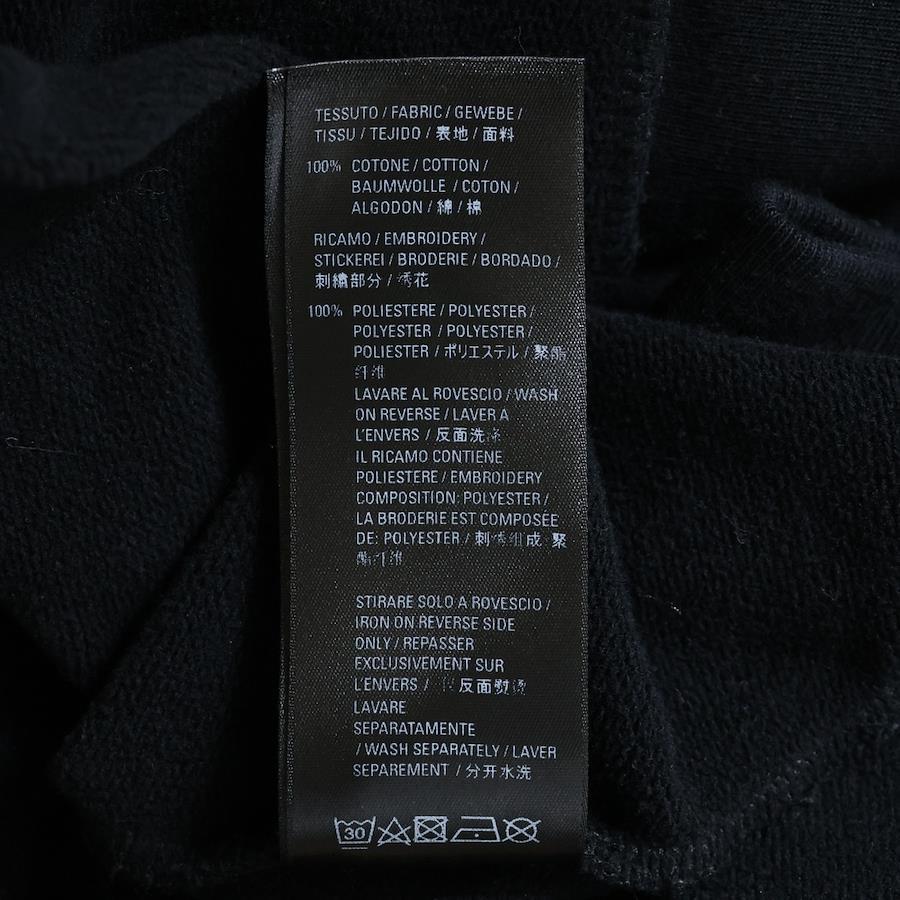 TESSUTO / FABRIC / GEWEBE /
TISSU / TEJIDO / 表地 / 面料
100% COTONE / COTTON /
BAUMWOLLE / COTON /
ALGODON / 綿 / 棉
RICAMO / EMBROIDERY /
STICKEREI / BRODERIE / BORDADO /
刺繍部分 / 绣花
100% POLIESTERE / POLYESTER /
POLYESTER / POLYESTER /
POLIESTER / ポリエステル / 聚酯
纤维
LAVARE AL ROVESCIO / WASH
ON REVERSE / LAVER A
L'ENVERS / 反面洗涤
IL RICAMO CONTIENE
POLIESTERE / EMBROIDERY
COMPOSITION: POLYESTER /
LA BRODERIE EST COMPOSÉE
DE: POLYESTER / 刺绣组成:聚
酯纤维
STIRARE SOLO A ROVESCIO /
IRON ON REVERSE SIDE
ONLY / REPASSER
EXCLUSIVEMENT SUR
L'ENVERS / 反面熨烫
LAVARE
SEPARATAMENTE
/ WASH SEPARATELY / LAVER
SEPAREMENT / 分开水洗
30